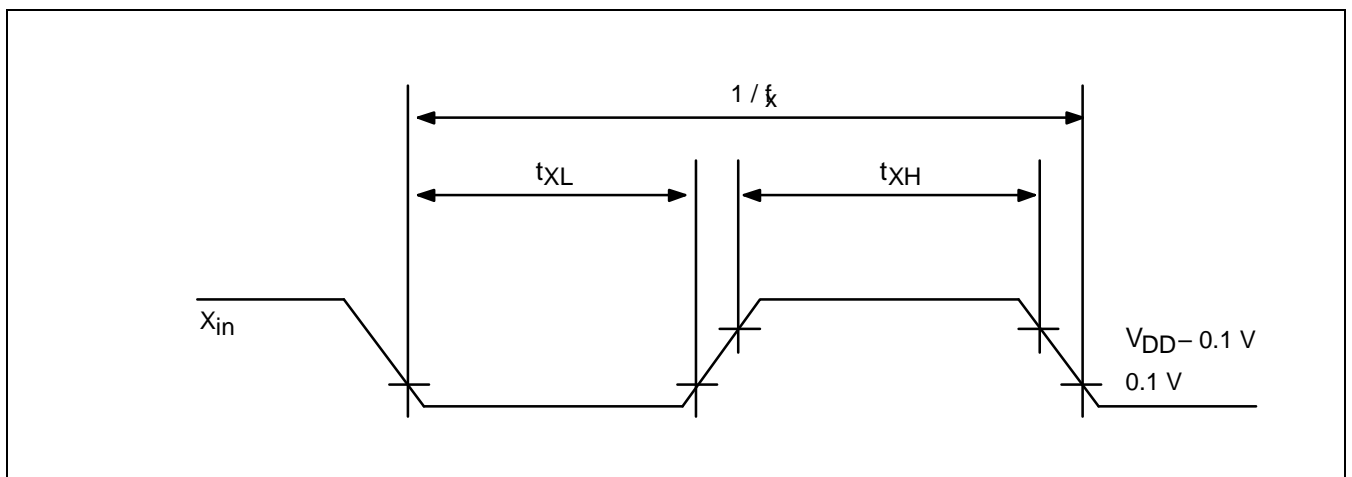 1 / fx
tXL
tXH
Xin
VDD – 0.1 V
0.1 V